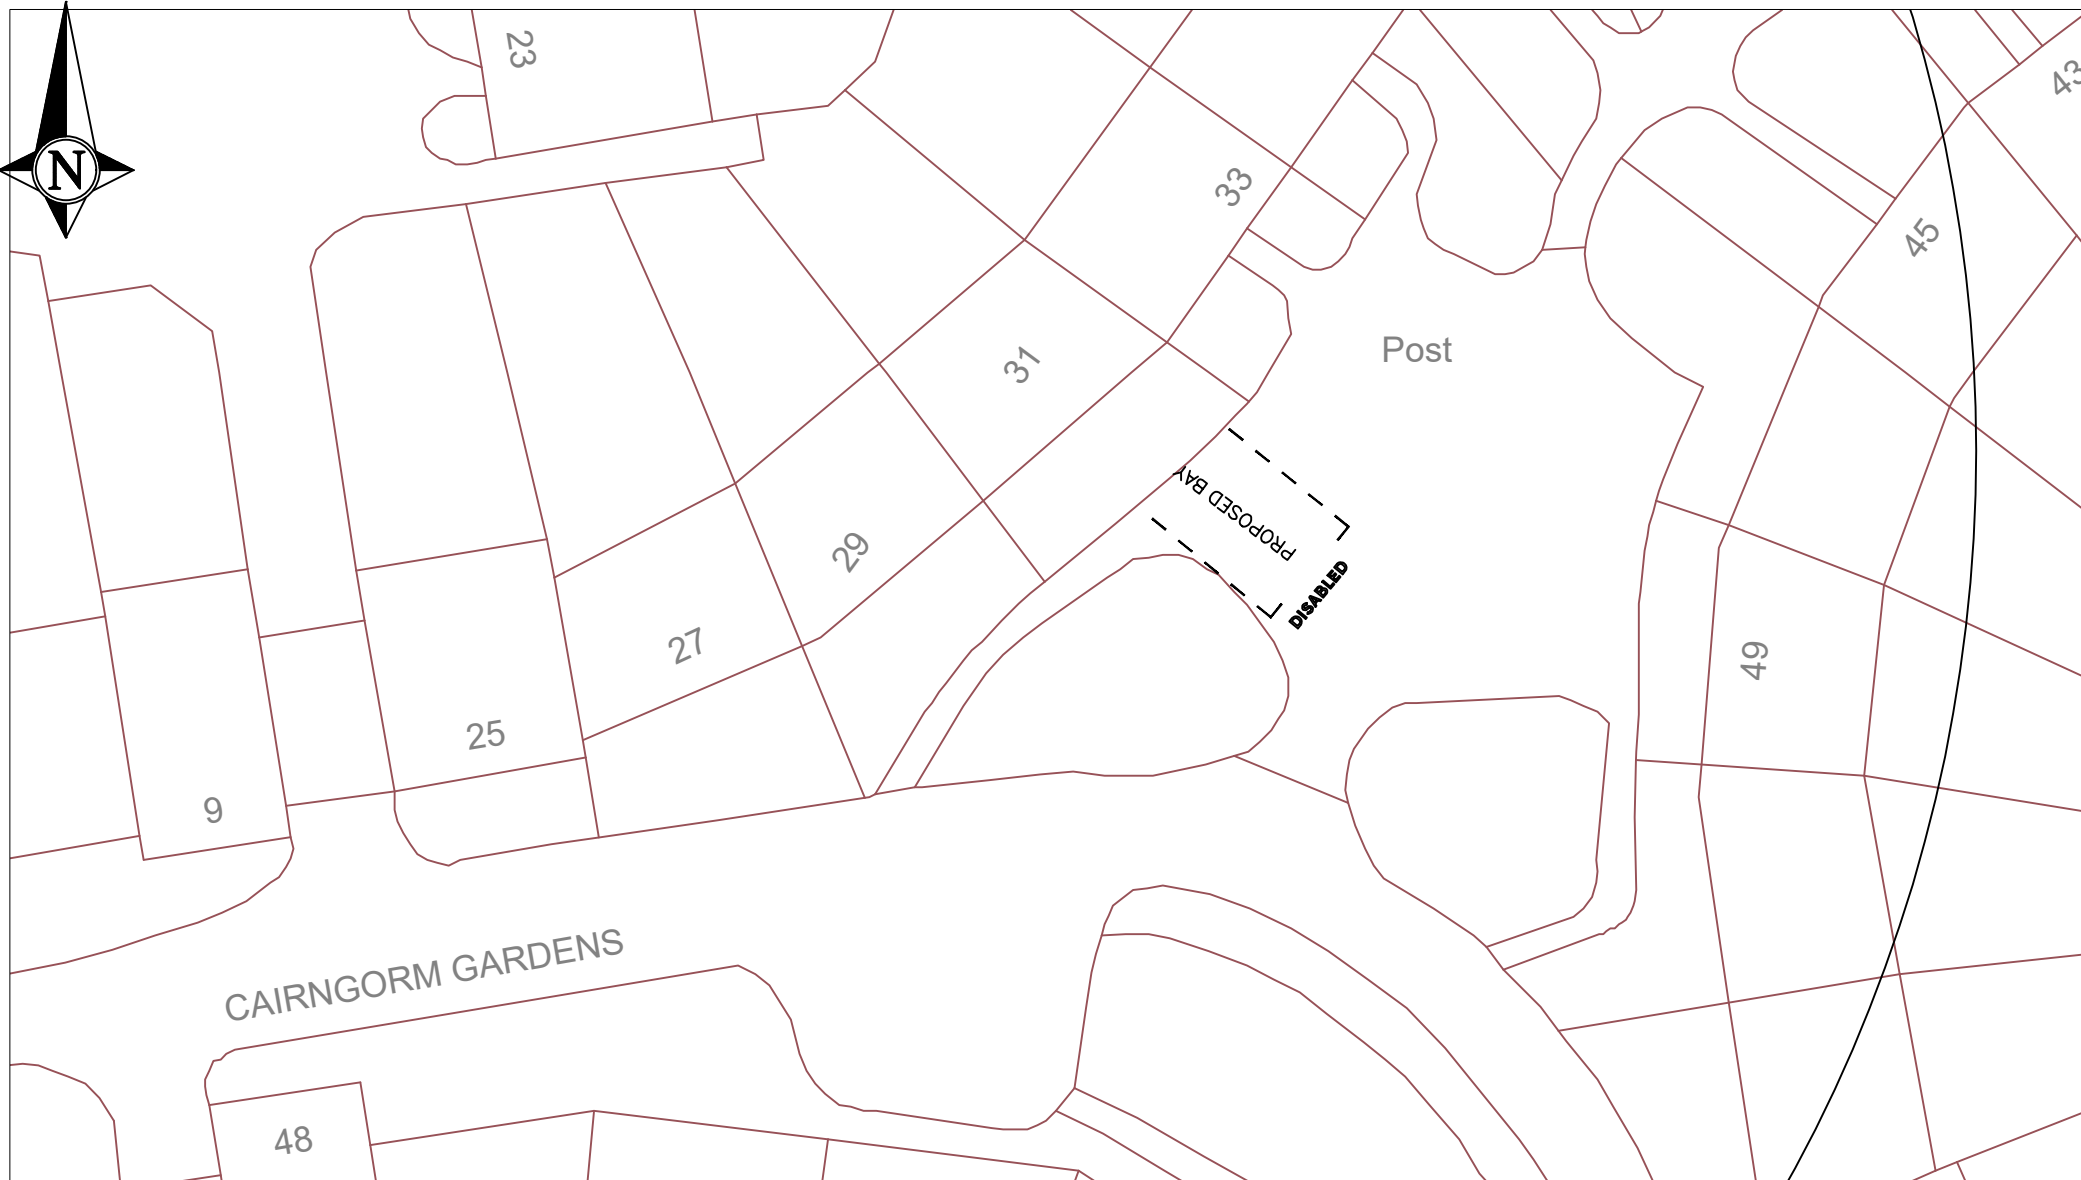 23
43
N
33
45
Post
31
PROPOSED BAY
29
DISABLED
27
49
25
9
CAIRNGORM GARDENS
48